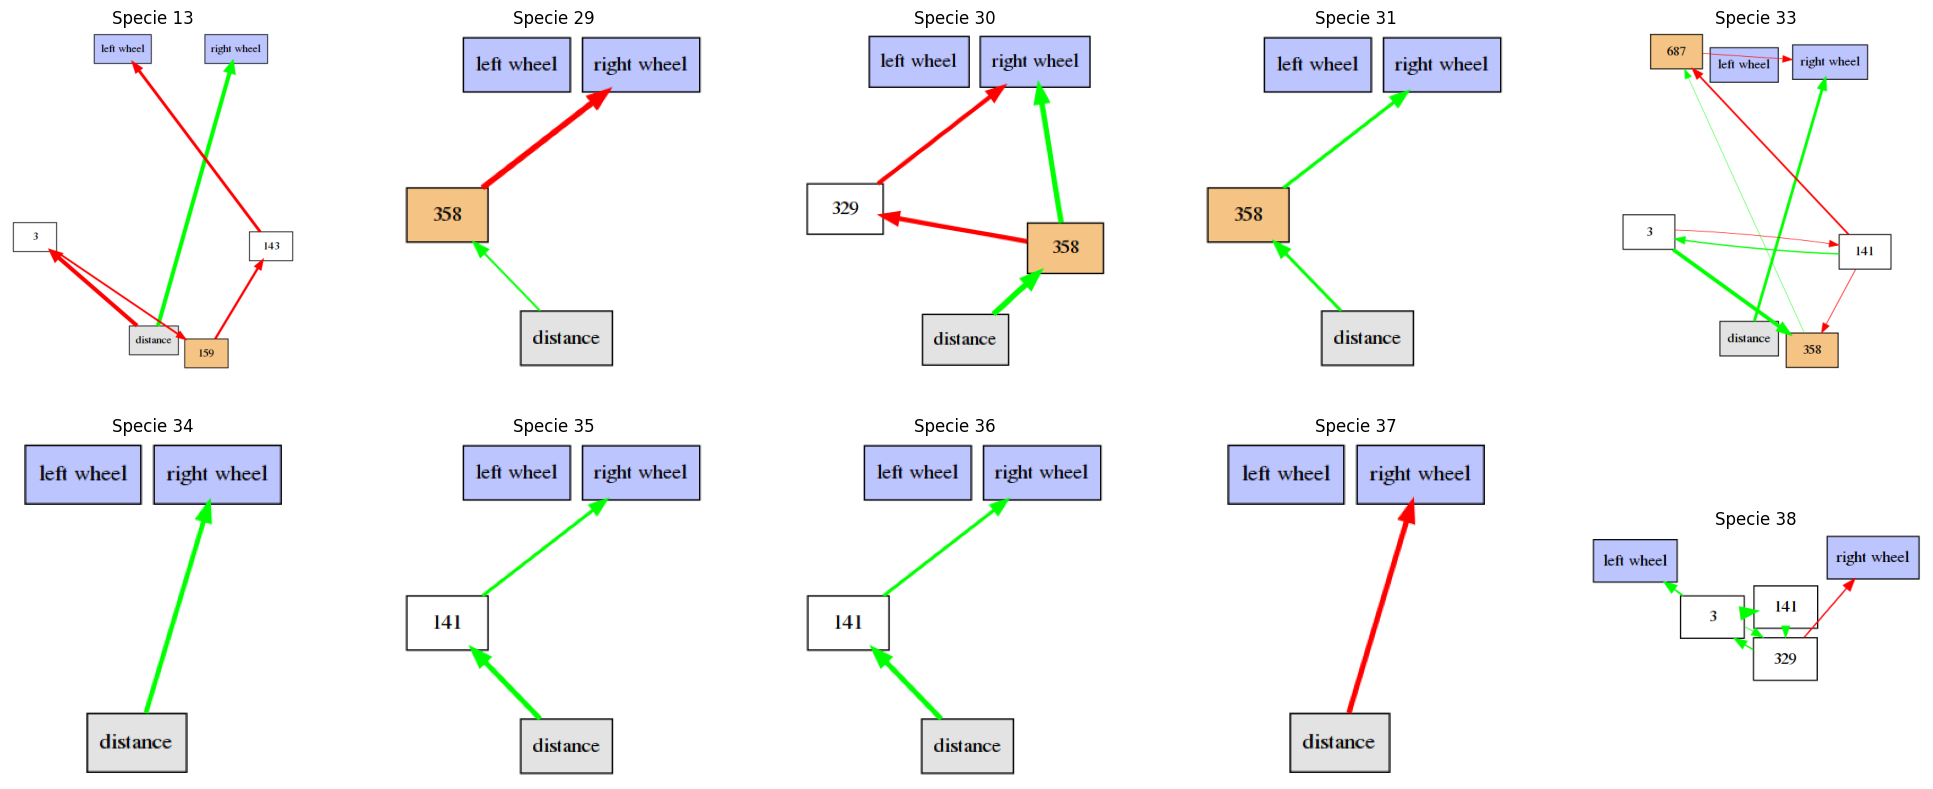 Specie 13
left wheel
right wheel
3
143
distance
159
Specie 29
left wheel
right wheel
358
distance
Specie 30
left wheel
right wheel
329
358
distance
Specie 31
left wheel
right wheel
358
distance
Specie 33
687
left wheel
right wheel
3
141
distance
358
Specie 34
left wheel
right wheel
distance
Specie 35
left wheel
right wheel
141
distance
Specie 36
left wheel
right wheel
141
distance
Specie 37
left wheel
right wheel
distance
Specie 38
left wheel
right wheel
3
141
329